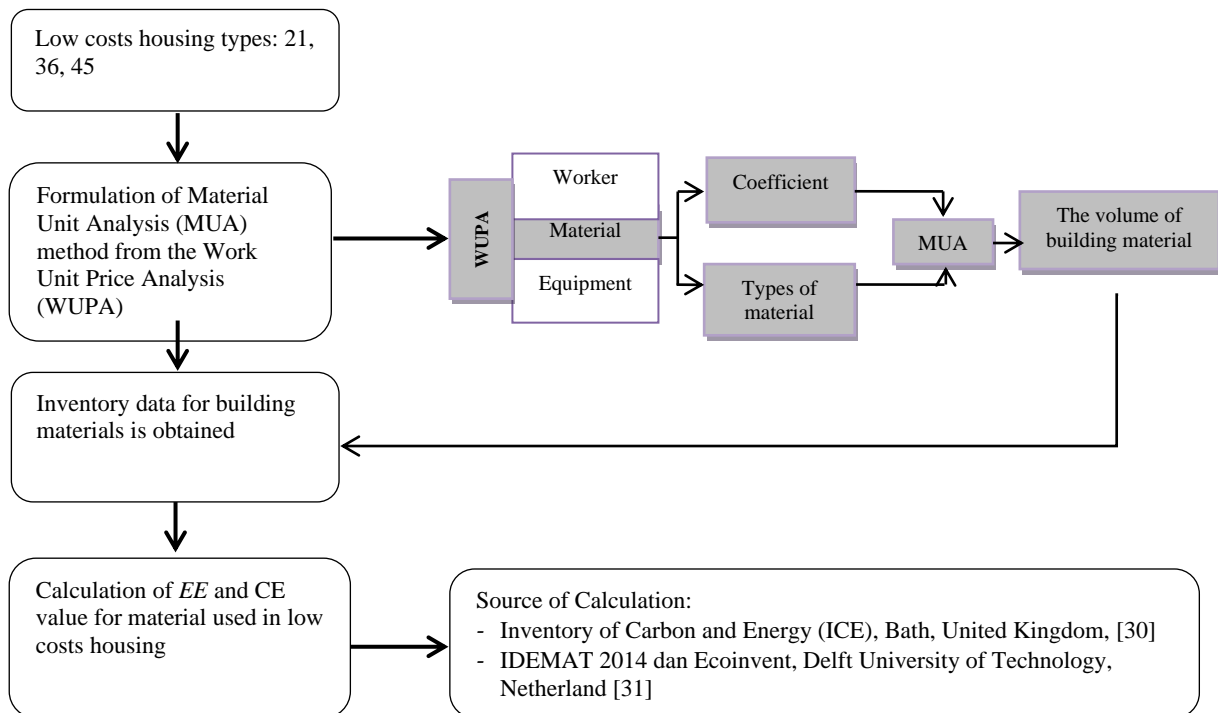 Low costs housing types: 21,
36, 45
Formulation of Material
Unit Analysis (MUA)
method from the Work
Unit Price Analysis
(WUPA)
WUPA
Worker
Material
Equipment
Coefficient
Types of
material
MUA
The volume of
building material
Inventory data for building
materials is obtained
Calculation of EE and CE
value for material used in low
costs housing
Source of Calculation:
- Inventory of Carbon and Energy (ICE), Bath, United Kingdom, [30]
- IDEMAT 2014 dan Ecoinvent, Delft University of Technology,
Netherland [31]